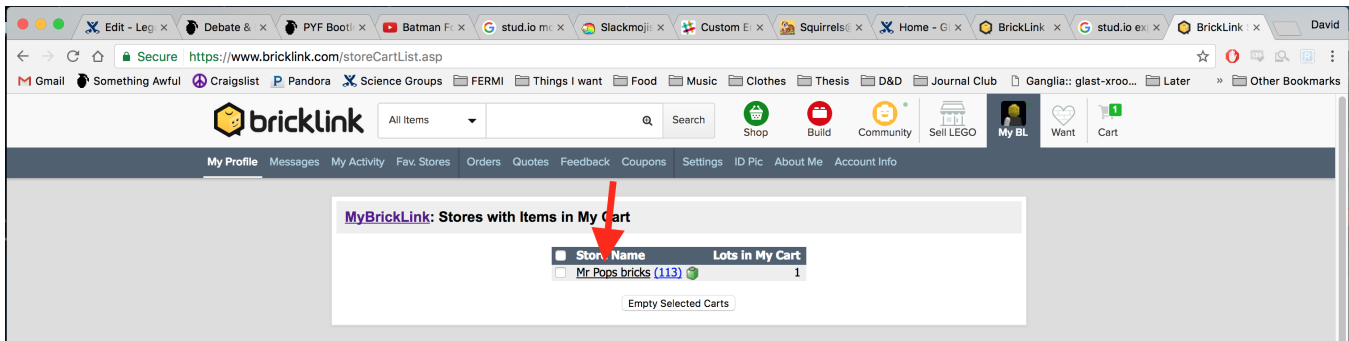 Edit - Leg
Debate &
PYF Bootl
Batman Fo
stud.io mo
Slackmojis
Custom E
Squirrels@
Home - G
BrickLink
stud.io ex
BrickLink
David
Secure https://www.bricklink.com/storeCartList.asp
Gmail Something Awful Craigslist Pandora Science Groups FERMI Things I want Food Music Clothes Thesis D&D Journal Club Ganglia:: glast-xroo... Later » Other Bookmarks
bricklink All Items Search Shop Build Community Sell LEGO My BL Want 1 Cart
My Profile Messages My Activity Fav. Stores Orders Quotes Feedback Coupons Settings ID Pic About Me Account Info
MyBrickLink: Stores with Items in My Cart
Store Name Lots in My Cart
Mr Pops bricks (113) 1
Empty Selected Carts